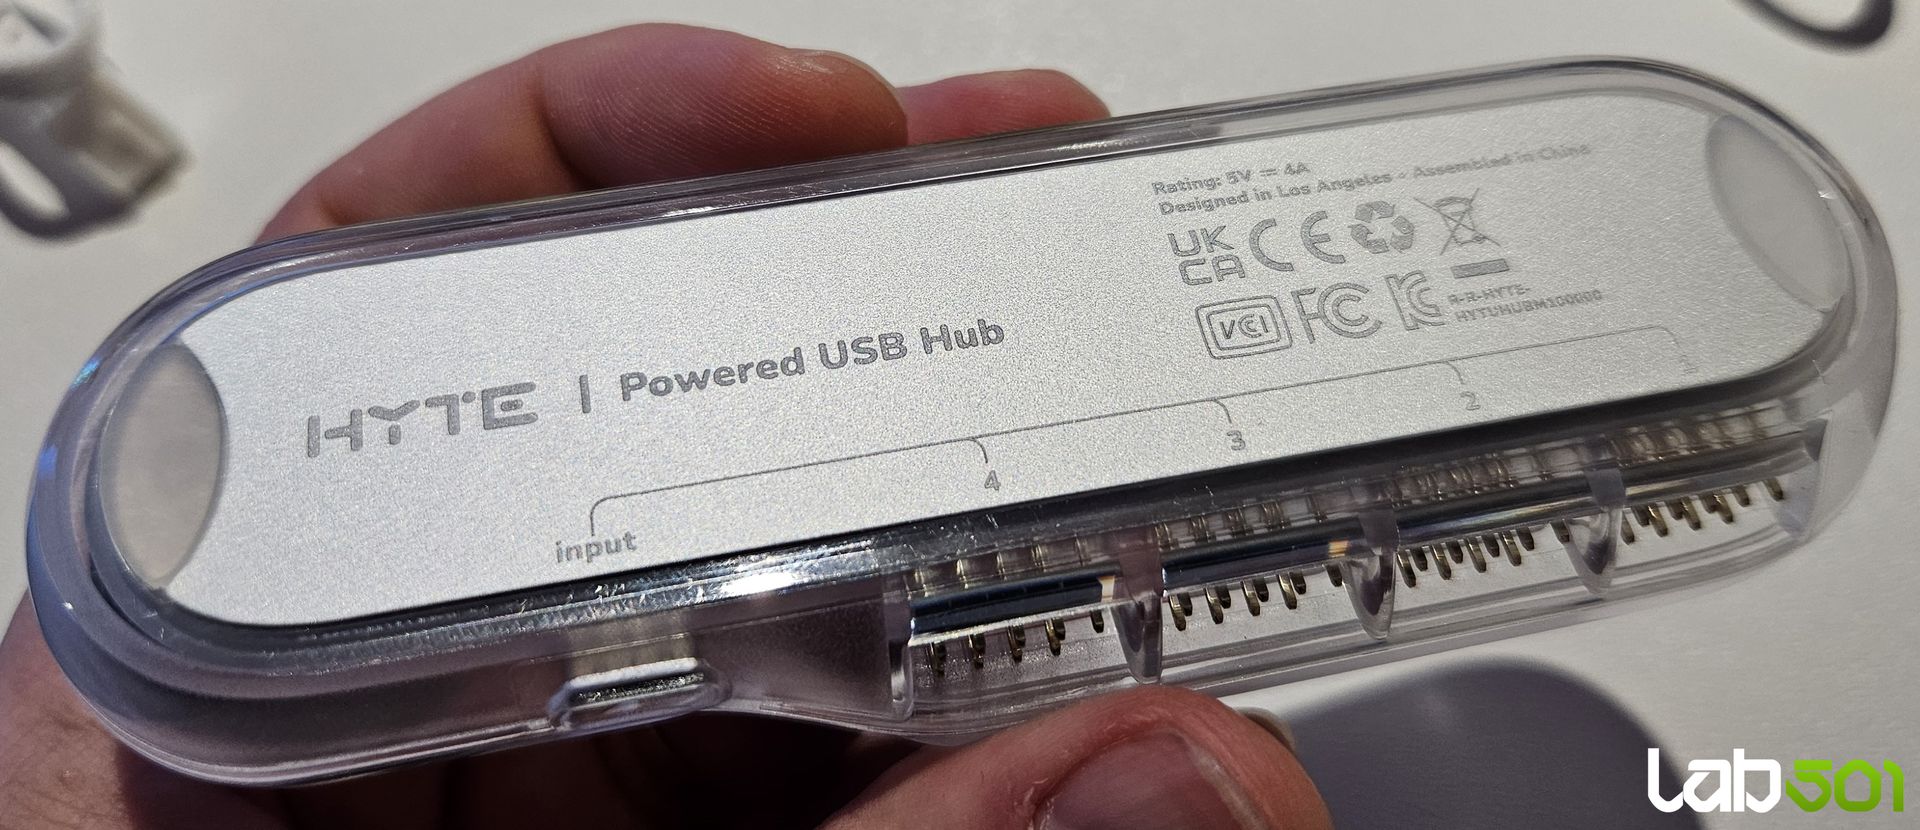 Rating: 5V ⎓ 4A
Designed in Los Angeles - Assembled in China
UK
CA CE
VCI FC KC R-R-HYTE-
HYTUHUBM100000
HYTE | Powered USB Hub
input 4 3 2 1
Lab501